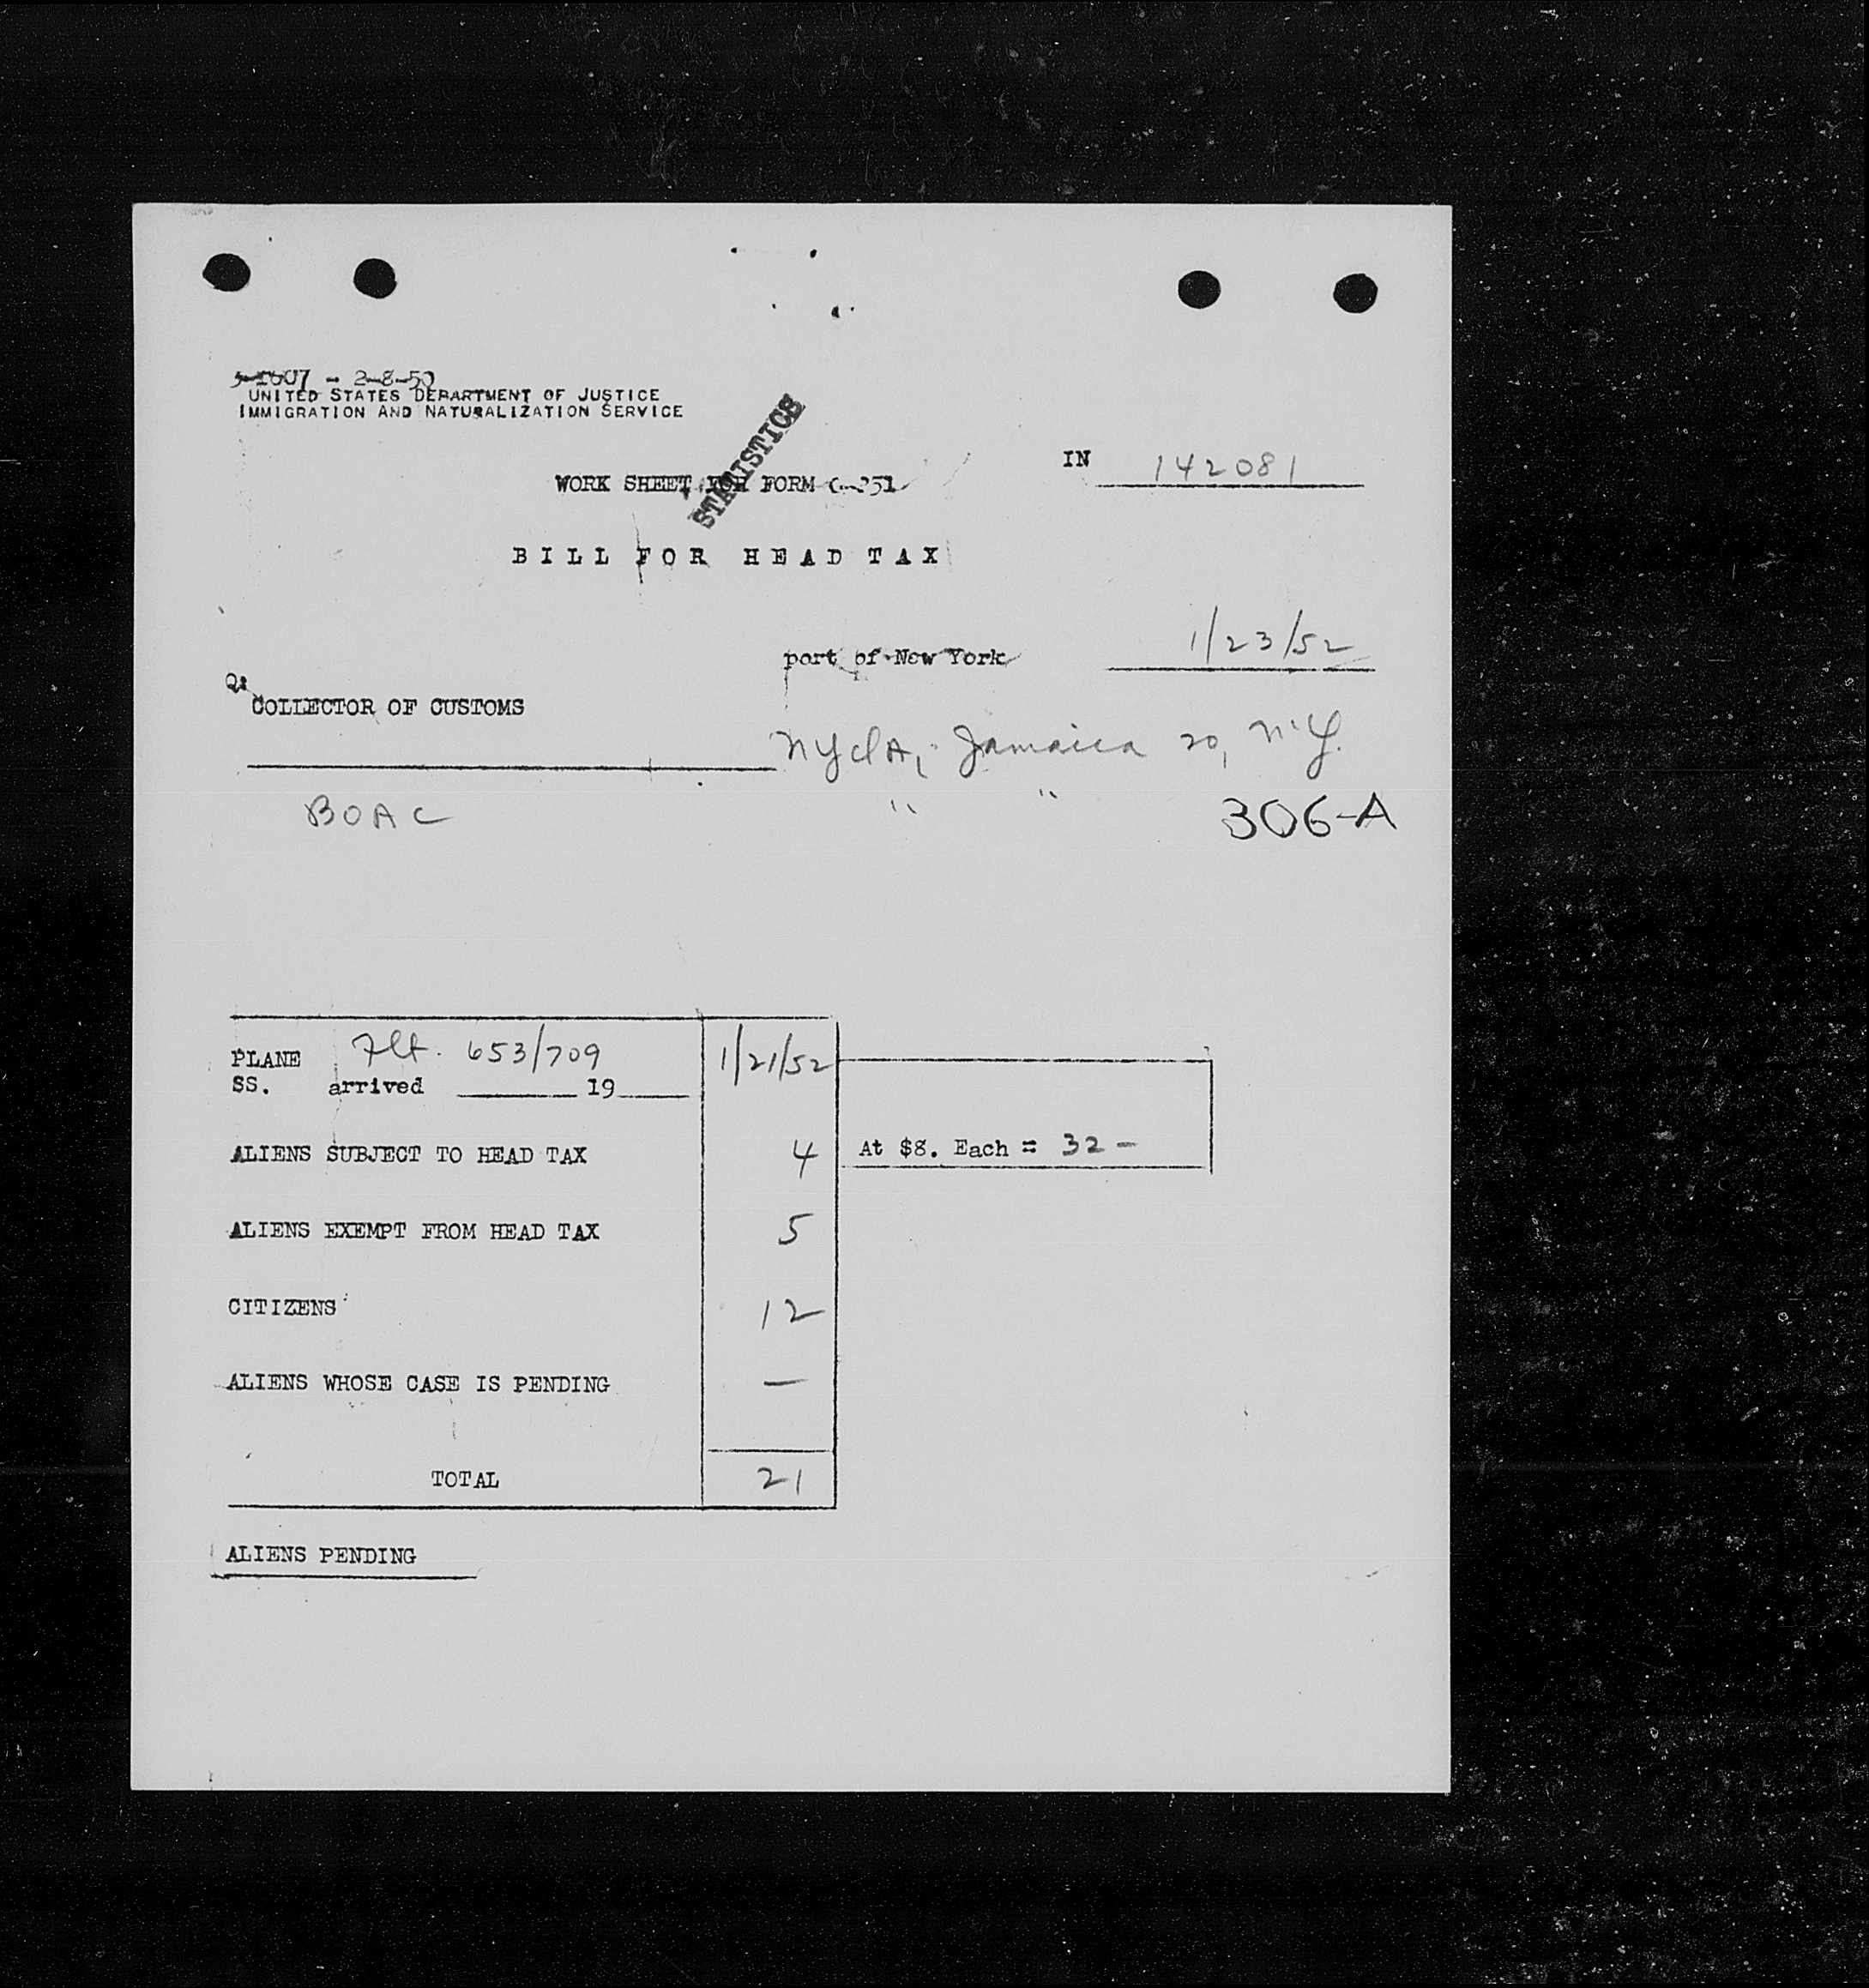 3-1607 - 2-8-50
UNITED STATES DEPARTMENT OF JUSTICE
IMMIGRATION AND NATURALIZATION SERVICE
STATISTICS
IN 142081
WORK SHEET FOR FORM G-251
BILL FOR HEAD TAX
port of New York 1/23/52
COLLECTOR OF CUSTOMS
NYCIA, Jamaica 20, N.Y.
BOAC " " 306-A
PLANE Flt. 653/709 1/21/52
SS. arrived 19
ALIENS SUBJECT TO HEAD TAX 4 At $8. Each = 32 -
ALIENS EXEMPT FROM HEAD TAX 5
CITIZENS 12
ALIENS WHOSE CASE IS PENDING —
TOTAL 21
ALIENS PENDING